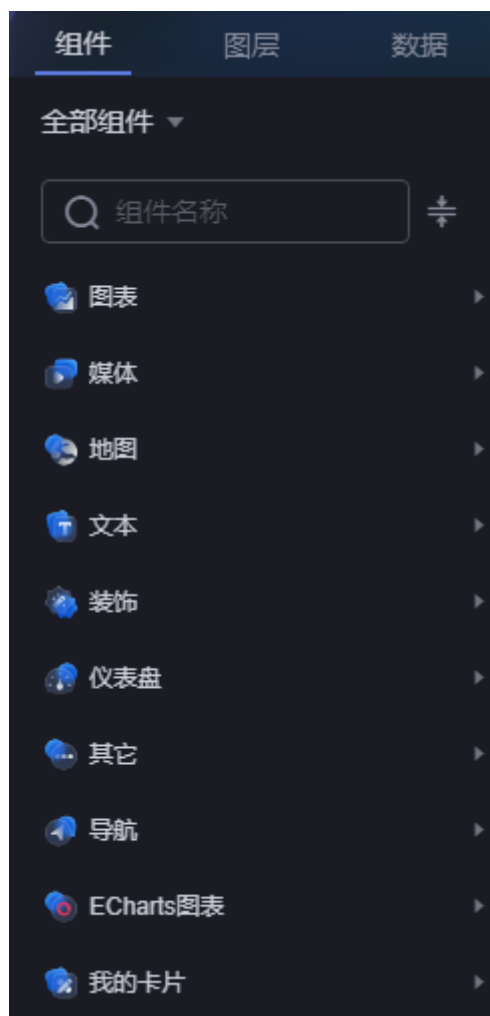 组件 图层 数据
全部组件
组件名称
图表
媒体
地图
文本
装饰
仪表盘
其它
导航
ECharts图表
我的卡片